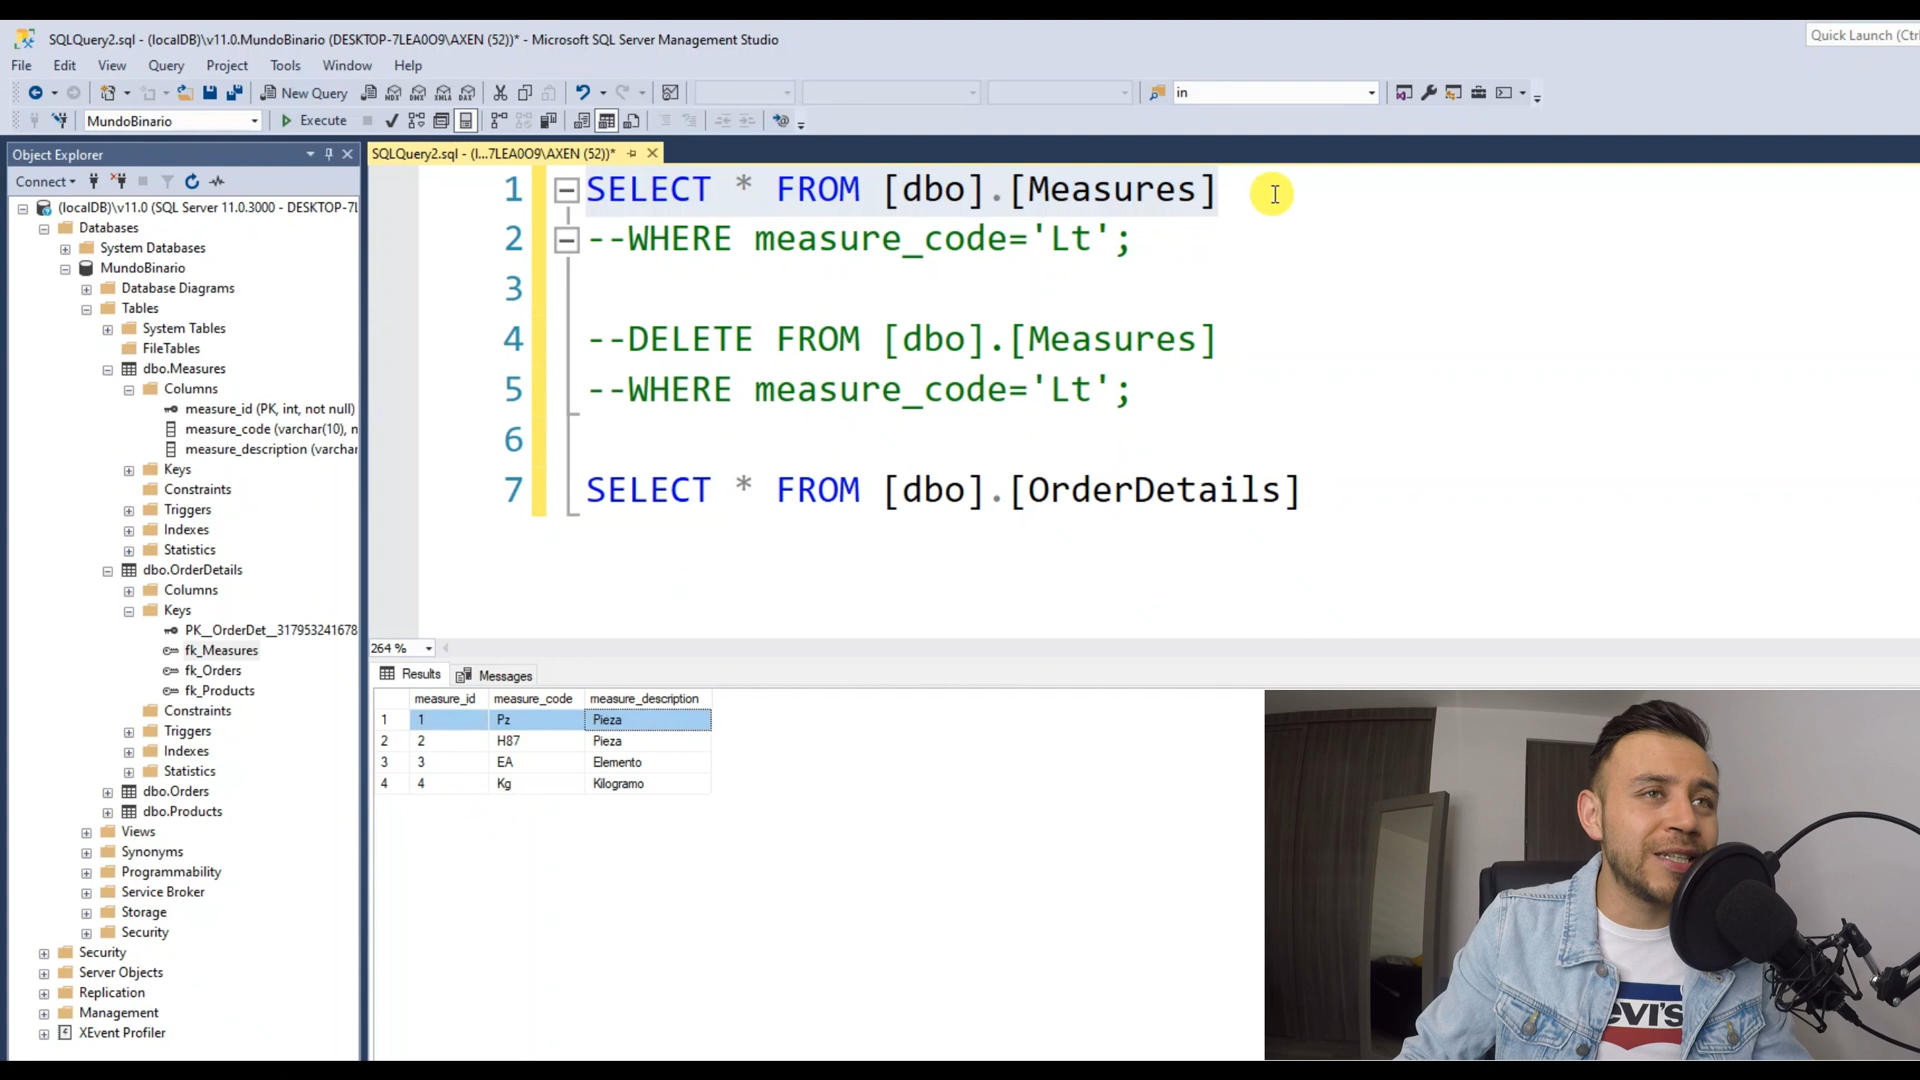 SQLQuery2.sql - (localDB)\v11.0.MundoBinario (DESKTOP-7LEA0O9\AXEN (52))* - Microsoft SQL Server Management Studio
Quick Launch (Ctr
File Edit View Query Project Tools Window Help
New Query
in
MundoBinario
Execute
Object Explorer
SQLQuery2.sql - (l...7LEA0O9\AXEN (52))*
Connect
(localDB)\v11.0 (SQL Server 11.0.3000 - DESKTOP-7L
Databases
System Databases
MundoBinario
Database Diagrams
Tables
System Tables
FileTables
dbo.Measures
Columns
measure_id (PK, int, not null)
measure_code (varchar(10), n
measure_description (varchar
Keys
Constraints
Triggers
Indexes
Statistics
dbo.OrderDetails
Columns
Keys
PK__OrderDet__317953241678
fk_Measures
fk_Orders
fk_Products
Constraints
Triggers
Indexes
Statistics
dbo.Orders
dbo.Products
Views
Synonyms
Programmability
Service Broker
Storage
Security
Security
Server Objects
Replication
Management
XEvent Profiler
1 SELECT * FROM [dbo].[Measures]
2 --WHERE measure_code='Lt';
3
4 --DELETE FROM [dbo].[Measures]
5 --WHERE measure_code='Lt';
6
7 SELECT * FROM [dbo].[OrderDetails]
264 %
Results Messages
measure_id measure_code measure_description
1 1 Pz Pieza
2 2 H87 Pieza
3 3 EA Elemento
4 4 Kg Kilogramo
evi's